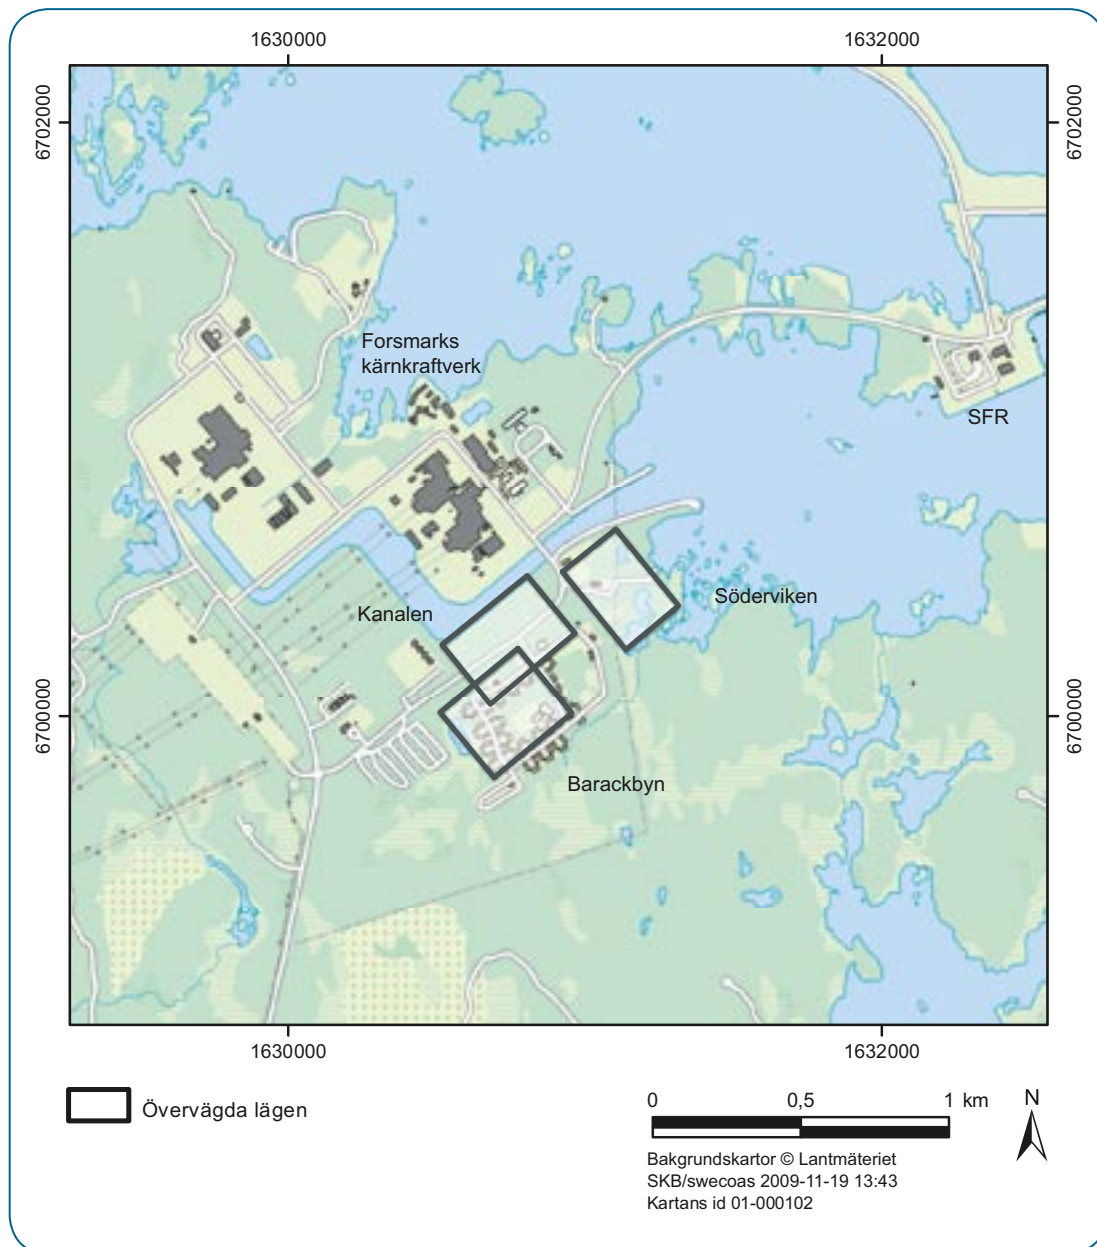 1630000
1632000
6702000
6702000
Forsmarks
kärnkraftverk
SFR
Kanalen
Söderviken
6700000
6700000
Barackbyn
1630000
1632000
Övervägda lägen
0 0,5 1 km
N
Bakgrundskartor © Lantmäteriet
SKB/swecoas 2009-11-19 13:43
Kartans id 01-000102